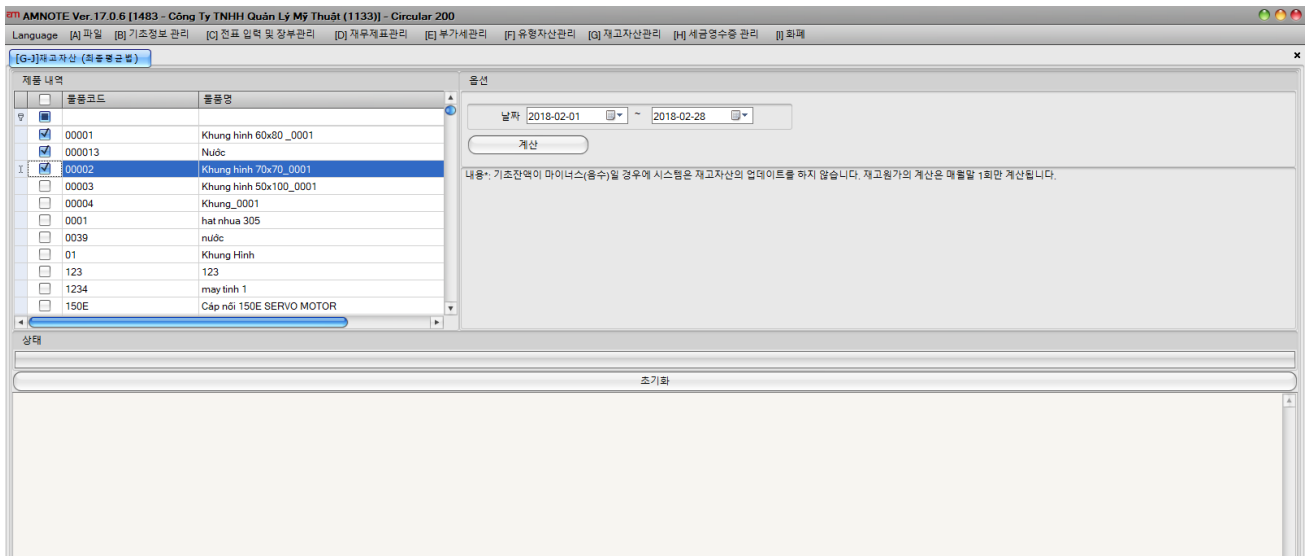 am AMNOTE Ver.17.0.6 [1483 - Công Ty TNHH Quản Lý Mỹ Thuật (1133)] - Circular 200
Language [A] 파일 [B] 기초정보 관리 [C] 전표 입력 및 장부관리 [D] 재무제표관리 [E] 부가세관리 [F] 유형자산관리 [G] 재고자산관리 [H] 세금영수증 관리 [I] 화폐
[G-J]재고자산 (최종평균법)
제품 내역 옵션
물품코드 물품명
날짜 2018-02-01 ~ 2018-02-28
00001 Khung hình 60x80 _0001
계산
000013 Nước
00002 Khung hình 70x70_0001
내용*: 기초잔액이 마이너스(음수)일 경우에 시스템은 재고자산의 업데이트를 하지 않습니다. 재고원가의 계산은 매월말 1회만 계산됩니다.
00003 Khung hình 50x100_0001
00004 Khung_0001
0001 hat nhua 305
0039 nước
01 Khung Hình
123 123
1234 may tinh 1
150E Cáp nối 150E SERVO MOTOR
상태
초기화